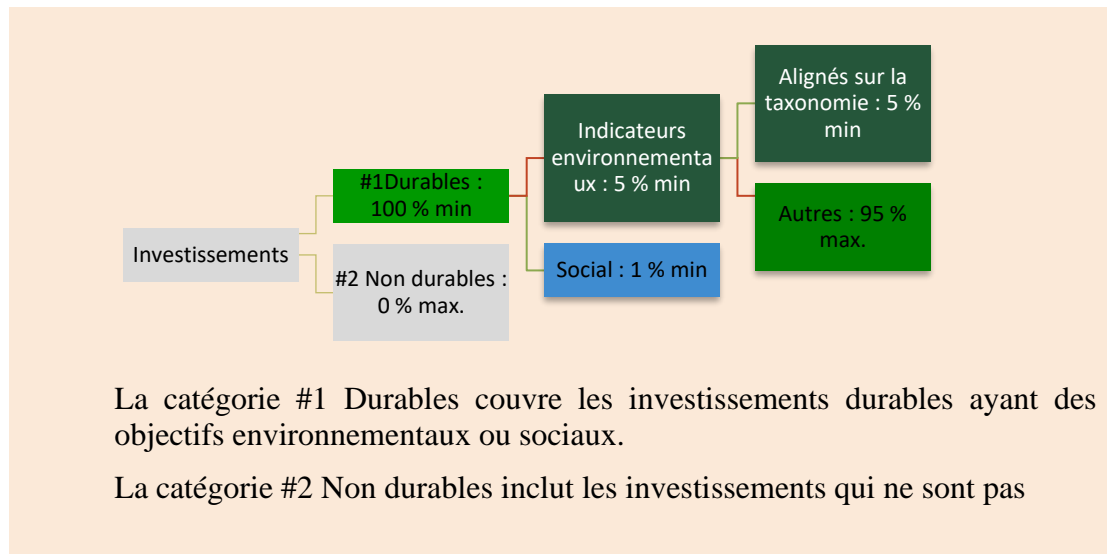 Investissements
#1Durables :
100 % min
#2 Non durables :
0 % max.
Indicateurs
environnementa
ux : 5 % min
Social : 1 % min
Alignés sur la
taxonomie : 5 %
min
Autres : 95 %
max.
La catégorie #1 Durables couvre les investissements durables ayant des
objectifs environnementaux ou sociaux.
La catégorie #2 Non durables inclut les investissements qui ne sont pas